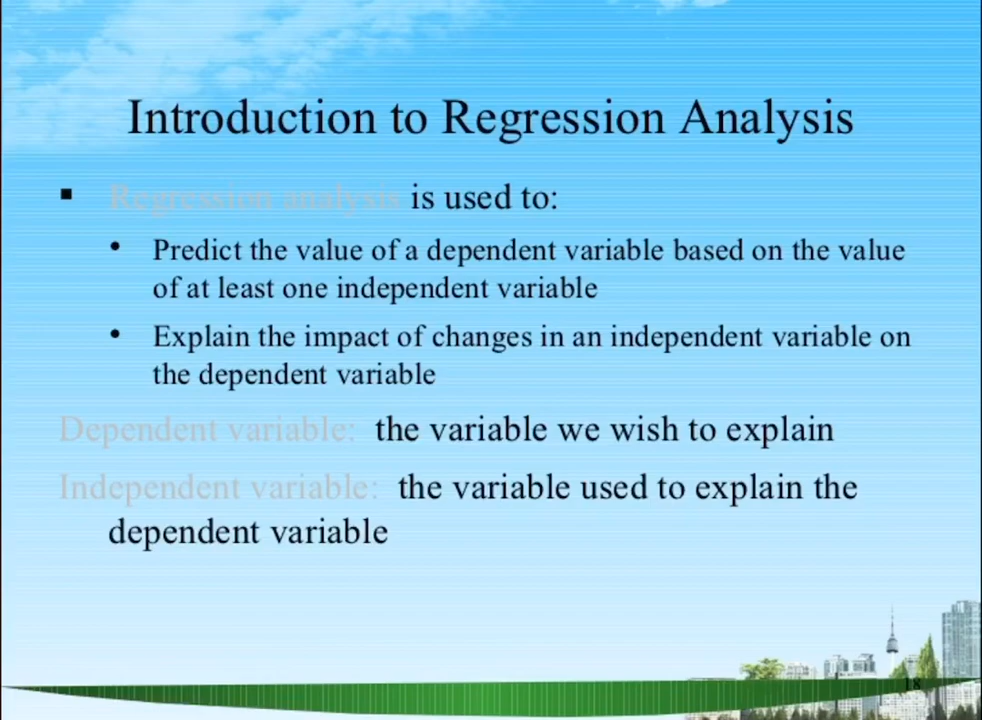 Introduction to Regression Analysis
▪ Regression analysis is used to:
• Predict the value of a dependent variable based on the value
of at least one independent variable
• Explain the impact of changes in an independent variable on
the dependent variable
Dependent variable: the variable we wish to explain
Independent variable: the variable used to explain the
dependent variable
18